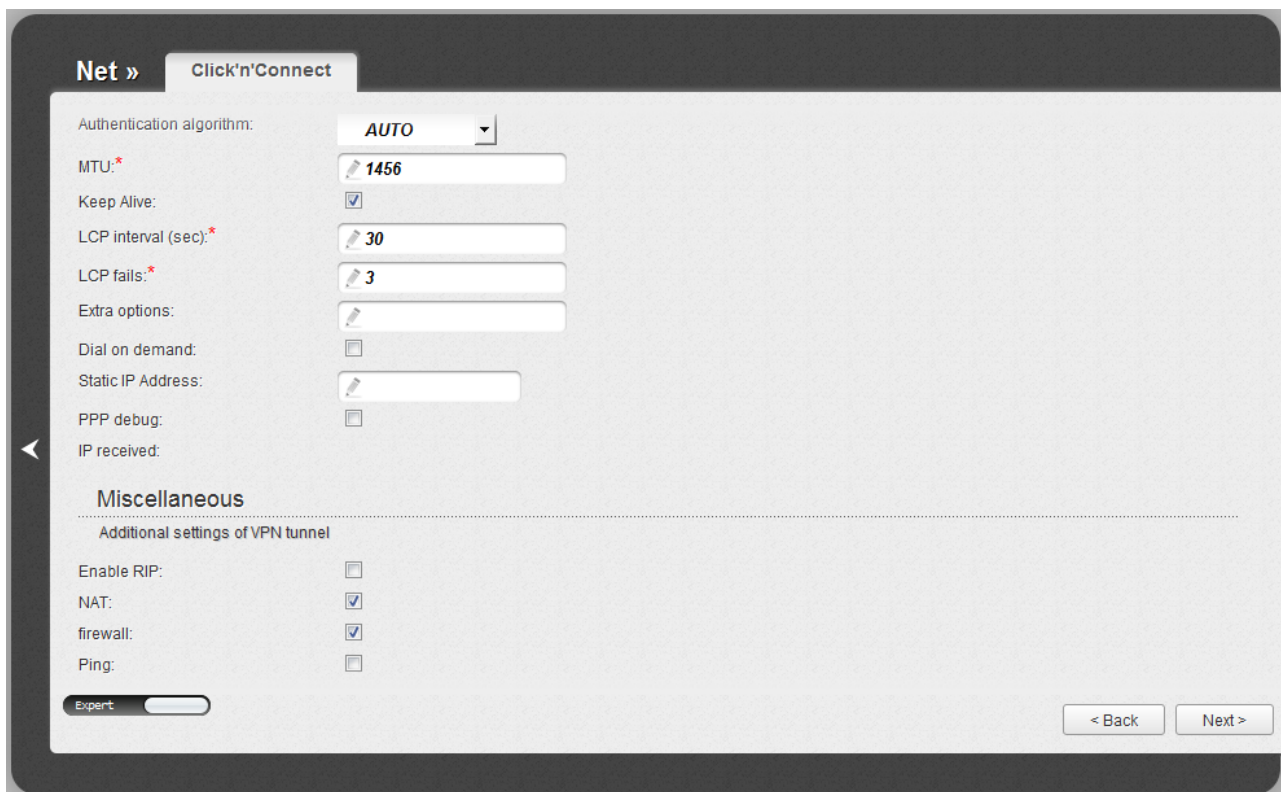 Net » Click'n'Connect
Authentication algorithm: AUTO
MTU:* 1456
Keep Alive:
LCP interval (sec):* 30
LCP fails:* 3
Extra options:
Dial on demand:
Static IP Address:
PPP debug:
IP received:
Miscellaneous
Additional settings of VPN tunnel
Enable RIP:
NAT:
firewall:
Ping:
Expert
< Back Next >